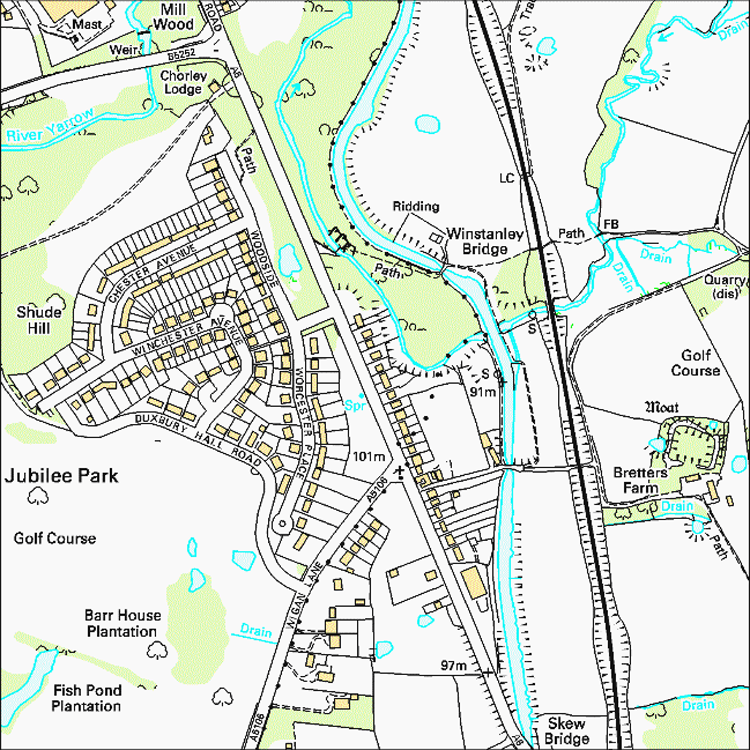 Mill
Wood
ROAD
Mast
Weir
B5252
A6
Chorley
Lodge
River Yarrow
Path
Track
Drain
LC
Ridding
Winstanley
Bridge
Path
FB
Drain
Drain
Quarry
(dis)
Path
WOODSIDE
CHESTER AVENUE
Shude
Hill
WINCHESTER AVENUE
S
S
91m
Golf
Course
Moat
WORCESTER PLACE
Spr
DUXBURY HALL ROAD
101m
A5106
Jubilee Park
Bretters
Farm
Drain
Path
Golf Course
WIGAN LANE
Barr House
Plantation
Drain
97m
Fish Pond
Plantation
A5106
A6
Skew
Bridge
Drain